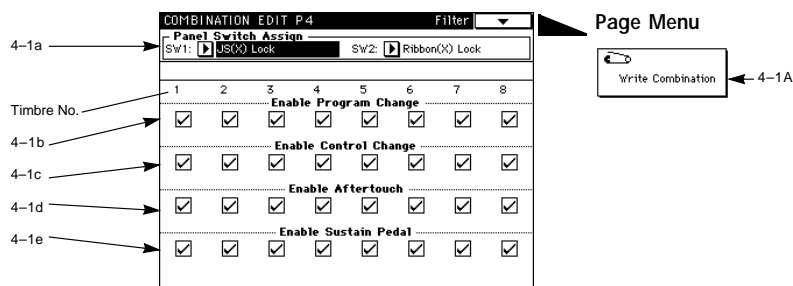 COMBINATION EDIT P4 Filter
Page Menu
Panel Switch Assign
4–1a
SW1: JS(X) Lock SW2: Ribbon(X) Lock
Write Combination
4–1A
Timbre No.
1 2 3 4 5 6 7 8
Enable Program Change
4–1b
Enable Control Change
4–1c
Enable Aftertouch
4–1d
Enable Sustain Pedal
4–1e